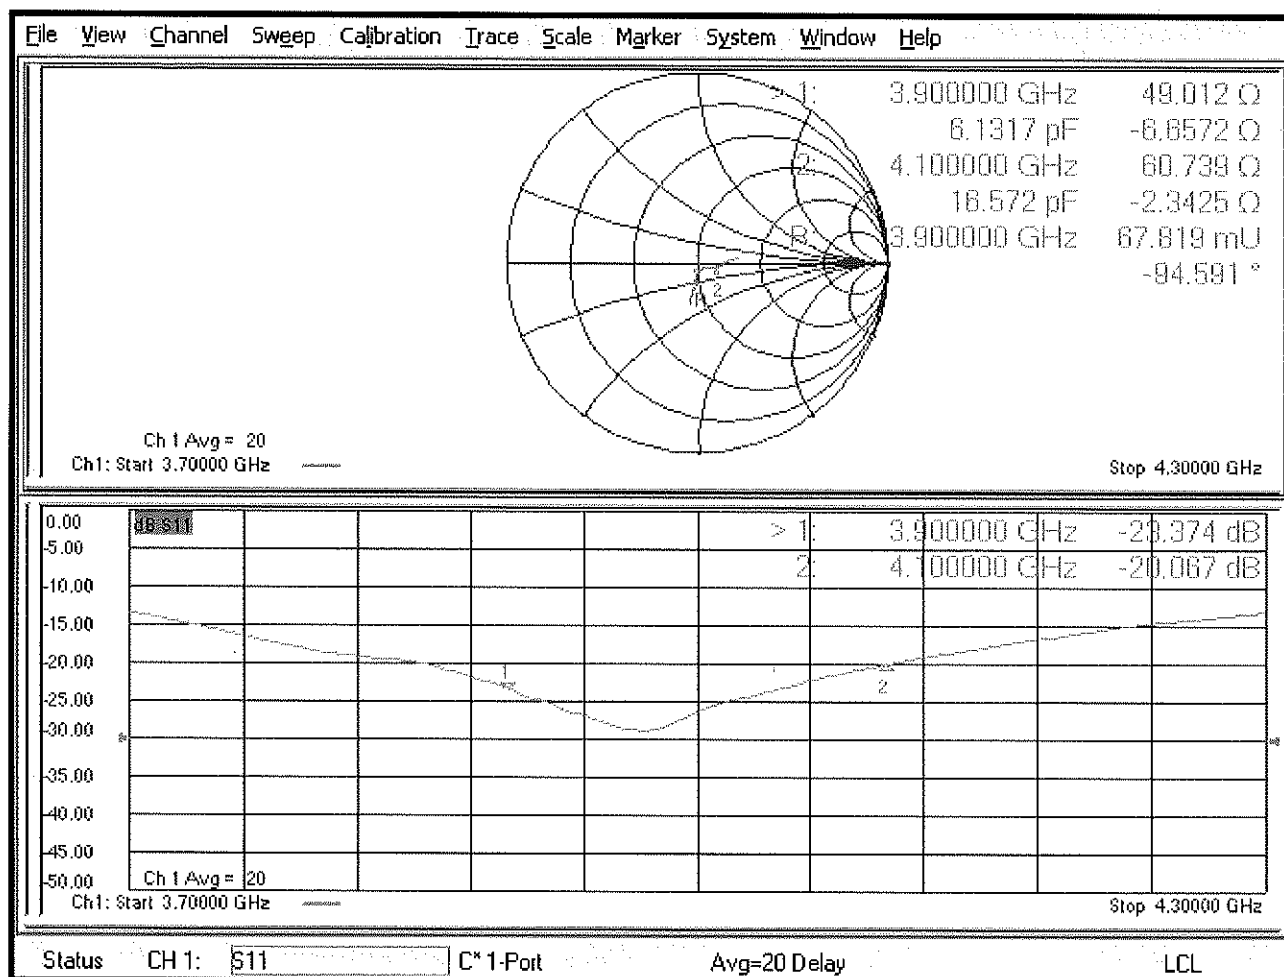 File View Channel Sweep Calibration Trace Scale Marker System Window Help
> 1: 3.900000 GHz 49.012 Ω
6.1317 pF -6.6572 Ω
2: 4.100000 GHz 60.739 Ω
16.572 pF -2.3425 Ω
R: 3.900000 GHz 67.819 mU
-94.591 °
2
Ch 1 Avg = 20
Ch1: Start 3.70000 GHz
Stop 4.30000 GHz
0.00
dB S11
> 1: 3.900000 GHz -23.374 dB
-5.00
2: 4.100000 GHz -20.067 dB
-10.00
-15.00
-20.00
1
2
-25.00
-30.00
-35.00
-40.00
-45.00
-50.00
Ch 1 Avg = 20
Ch1: Start 3.70000 GHz
Stop 4.30000 GHz
Status CH 1: S11 C* 1-Port Avg=20 Delay LCL